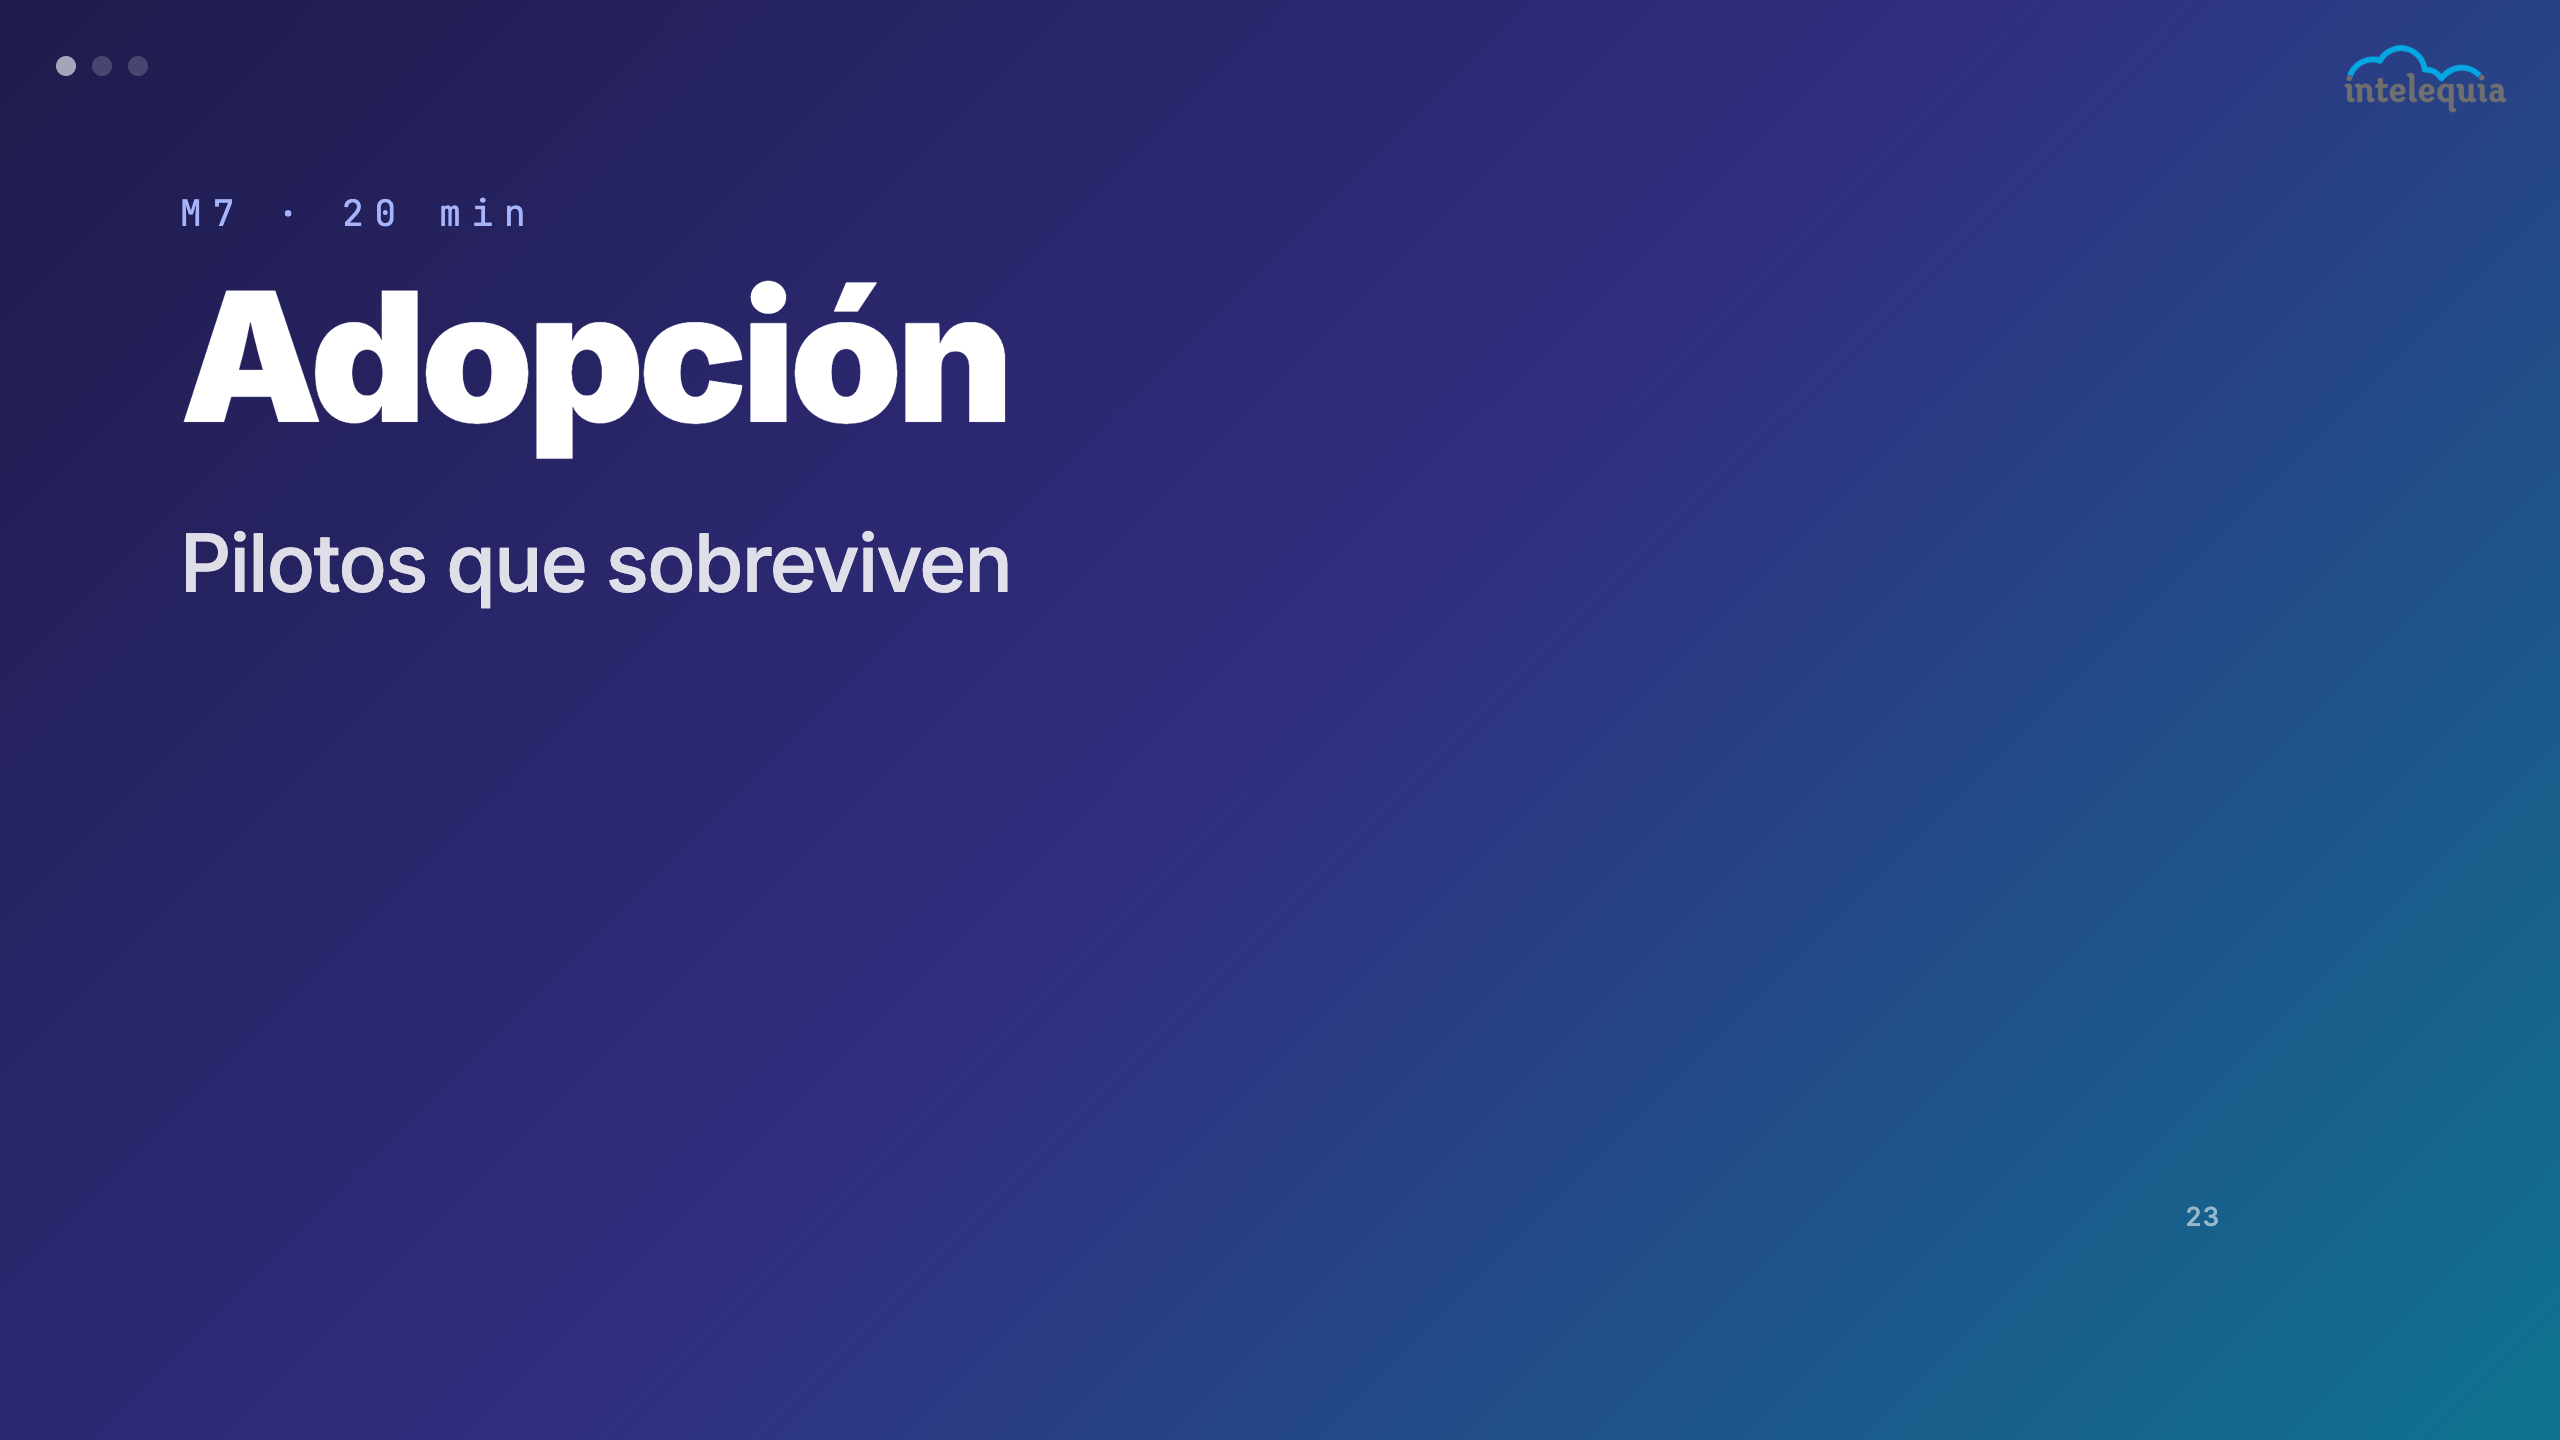 intelequia
M7 · 20 min
Adopción
Pilotos que sobreviven
23